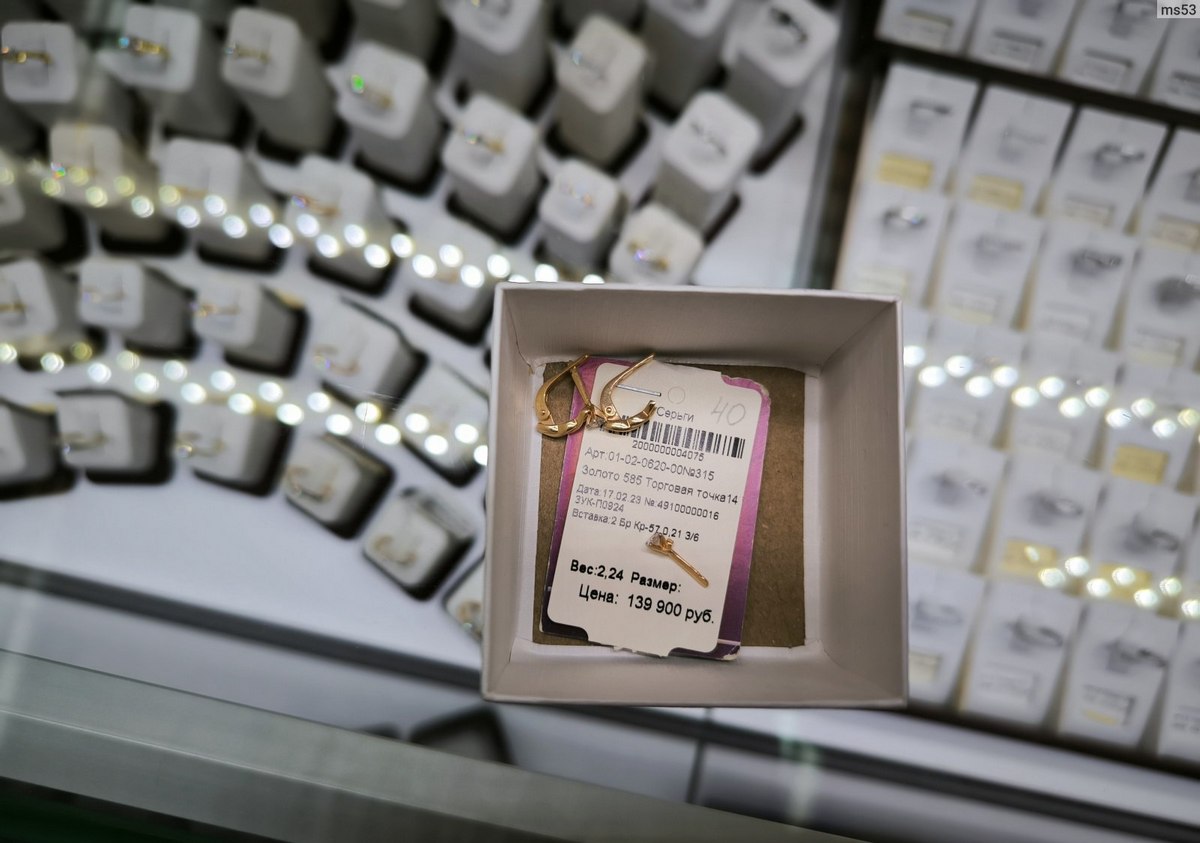 ms53
40
Серьги
2000000004075
Арт.01-02-0620-00№315
Золото 585 Торговая точка14
Дата:17.02.23 №:49100000016
ЗУК-П0924
Вставка:2 Бр Кр-57 0,21 3/6
Вес:2,24 Размер:
Цена: 139 900 руб.